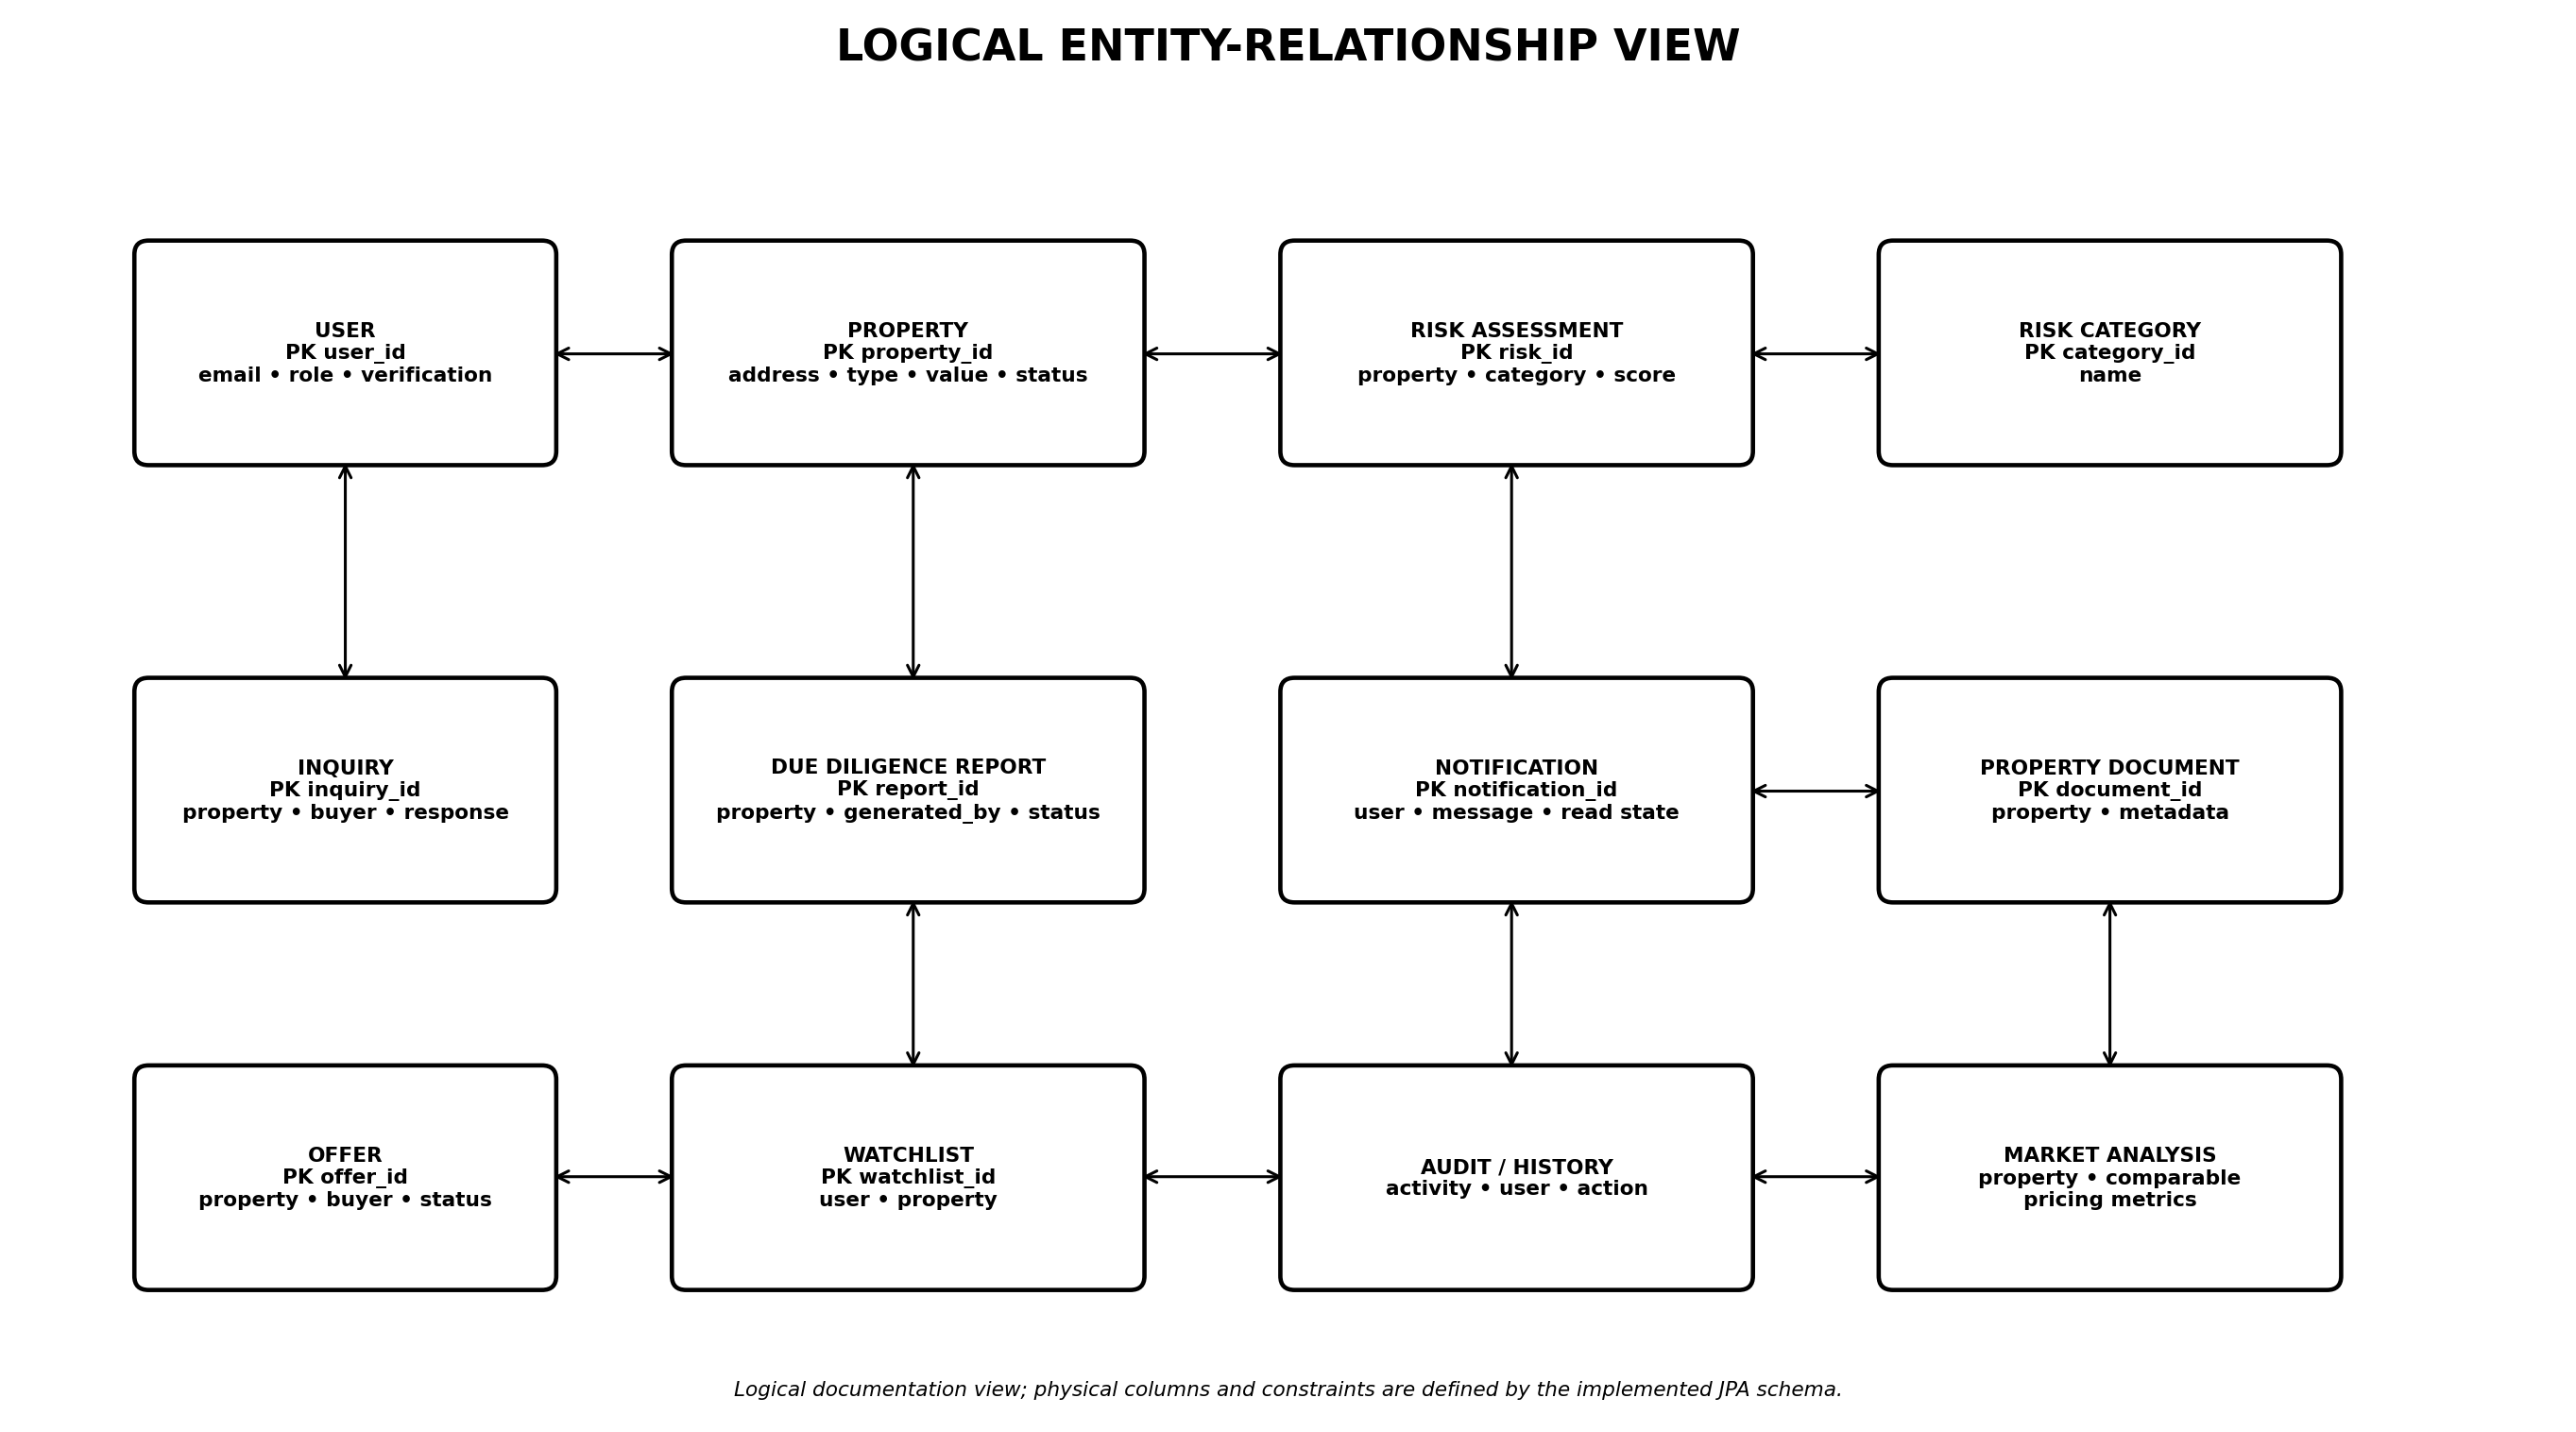 LOGICAL ENTITY-RELATIONSHIP VIEW
USER
PK user_id
email • role • verification
PROPERTY
PK property_id
address • type • value • status
RISK ASSESSMENT
PK risk_id
property • category • score
RISK CATEGORY
PK category_id
name
INQUIRY
PK inquiry_id
property • buyer • response
DUE DILIGENCE REPORT
PK report_id
property • generated_by • status
NOTIFICATION
PK notification_id
user • message • read state
PROPERTY DOCUMENT
PK document_id
property • metadata
OFFER
PK offer_id
property • buyer • status
WATCHLIST
PK watchlist_id
user • property
AUDIT / HISTORY
activity • user • action
MARKET ANALYSIS
property • comparable
pricing metrics
Logical documentation view; physical columns and constraints are defined by the implemented JPA schema.